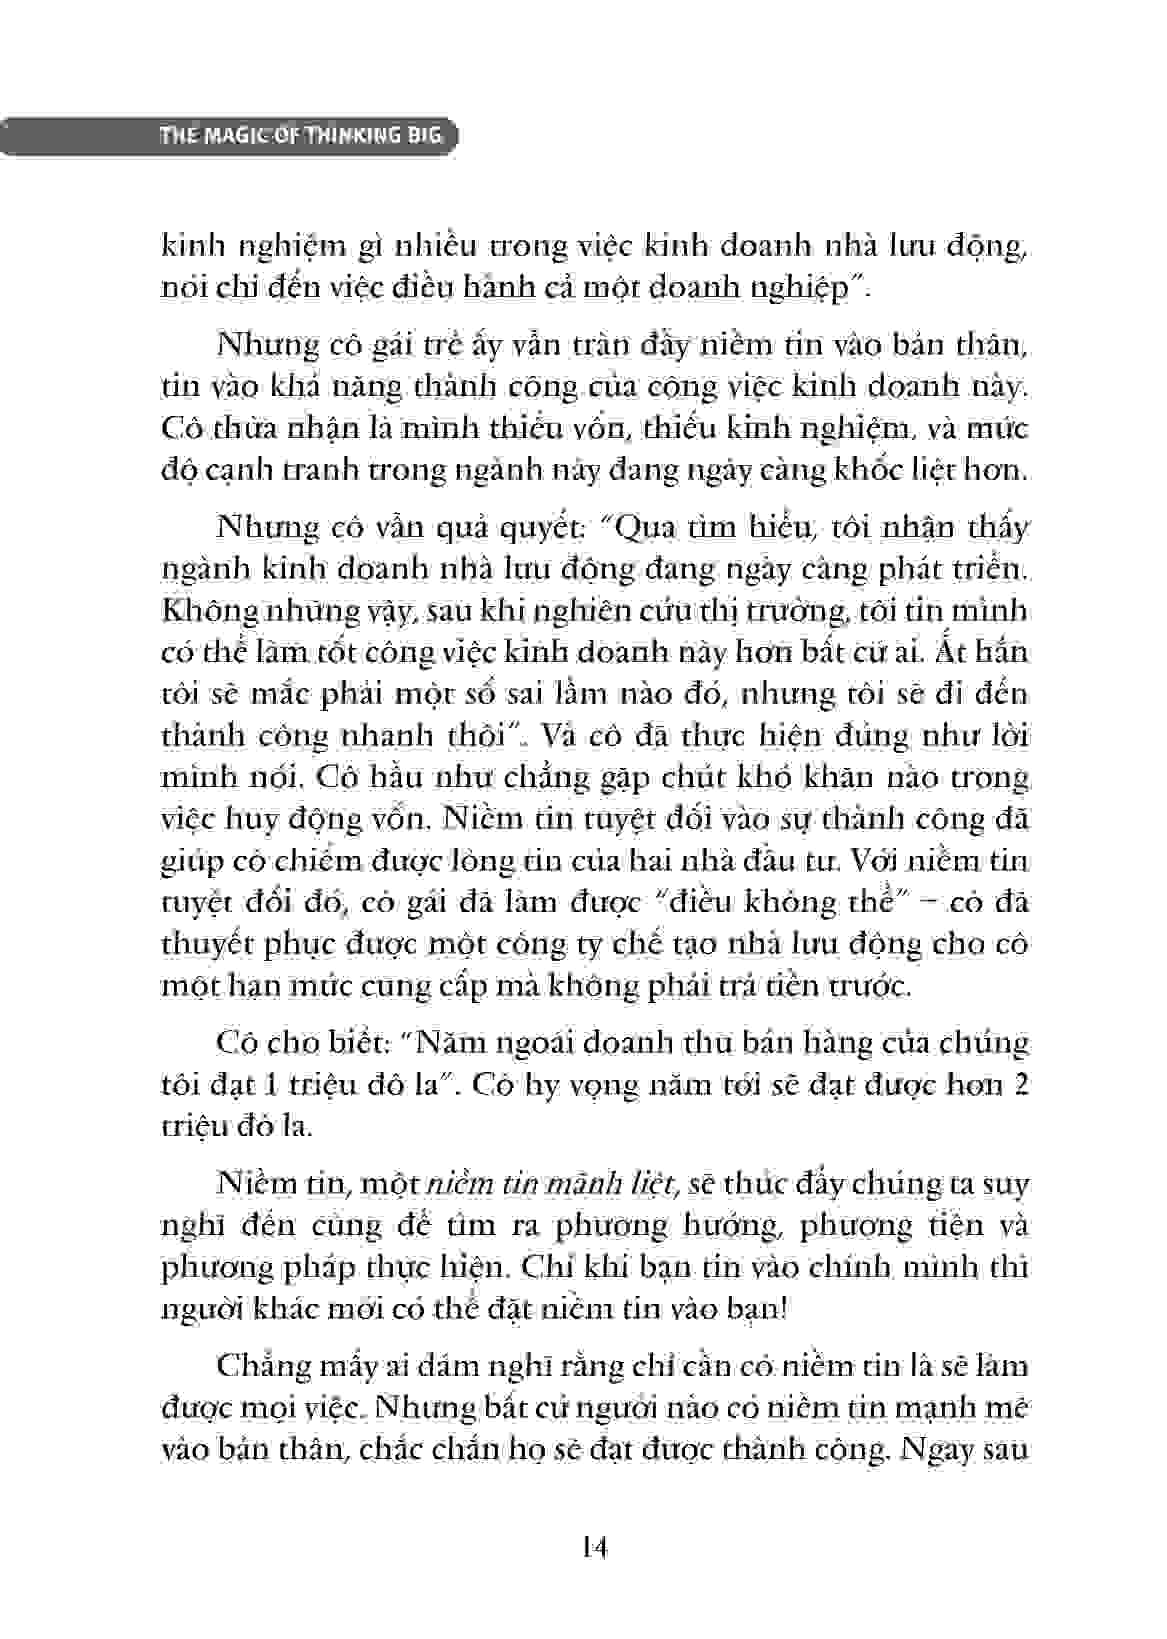 THE MAGIC OF THINKING BIG
kinh nghiệm gì nhiều trong việc kinh doanh nhà lưu động,
nói chi đến việc điều hành cả một doanh nghiệp”.
Nhưng cô gái trẻ ấy vẫn tràn đầy niềm tin vào bản thân,
tin vào khả năng thành công của công việc kinh doanh này.
Cô thừa nhận là mình thiếu vốn, thiếu kinh nghiệm, và mức
độ cạnh tranh trong ngành này đang ngày càng khốc liệt hơn.
Nhưng cô vẫn quả quyết: “Qua tìm hiểu, tôi nhận thấy
ngành kinh doanh nhà lưu động đang ngày càng phát triển.
Không những vậy, sau khi nghiên cứu thị trường, tôi tin mình
có thể làm tốt công việc kinh doanh này hơn bất cứ ai. Ắt hẳn
tôi sẽ mắc phải một số sai lầm nào đó, nhưng tôi sẽ đi đến
thành công nhanh thôi”. Và cô đã thực hiện đúng như lời
mình nói. Cô hầu như chẳng gặp chút khó khăn nào trong
việc huy động vốn. Niềm tin tuyệt đối vào sự thành công đã
giúp cô chiếm được lòng tin của hai nhà đầu tư. Với niềm tin
tuyệt đối đó, cô gái đã làm được “điều không thể” – cô đã
thuyết phục được một công ty chế tạo nhà lưu động cho cô
một hạn mức cung cấp mà không phải trả tiền trước.
Cô cho biết: “Năm ngoái doanh thu bán hàng của chúng
tôi đạt 1 triệu đô la”. Cô hy vọng năm tới sẽ đạt được hơn 2
triệu đô la.
Niềm tin, một niềm tin mãnh liệt, sẽ thúc đẩy chúng ta suy
nghĩ đến cùng để tìm ra phương hướng, phương tiện và
phương pháp thực hiện. Chỉ khi bạn tin vào chính mình thì
người khác mới có thể đặt niềm tin vào bạn!
Chẳng mấy ai dám nghĩ rằng chỉ cần có niềm tin là sẽ làm
được mọi việc. Nhưng bất cứ người nào có niềm tin mạnh mẽ
vào bản thân, chắc chắn họ sẽ đạt được thành công. Ngay sau
14